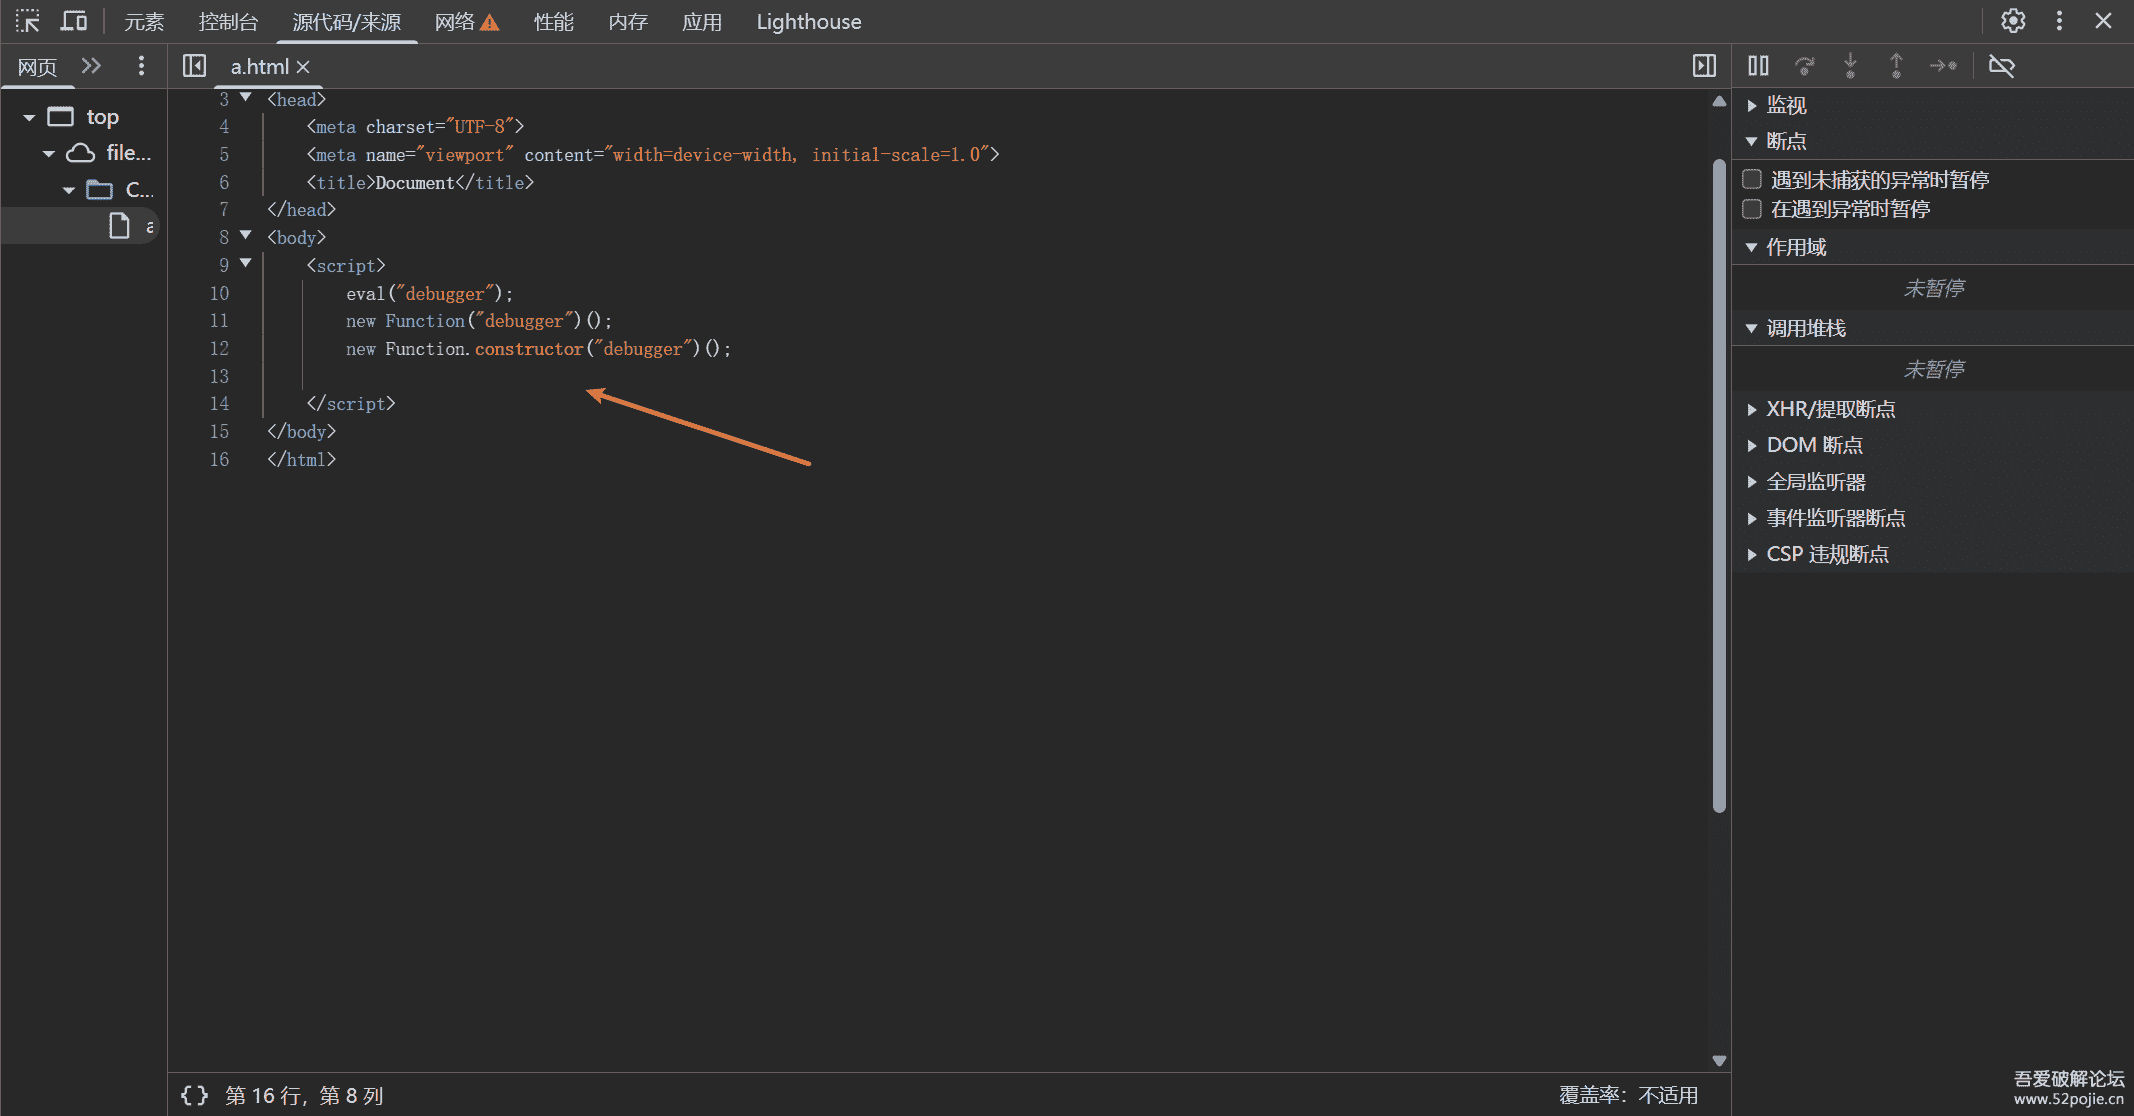 元素 控制台 源代码/来源 网络 性能 内存 应用 Lighthouse
网页 a.html
top
file...
C...
a
3 <head>
4 <meta charset="UTF-8">
5 <meta name="viewport" content="width=device-width, initial-scale=1.0">
6 <title>Document</title>
7 </head>
8 <body>
9 <script>
10 eval("debugger");
11 new Function("debugger")();
12 new Function.constructor("debugger")();
13
14 </script>
15 </body>
16 </html>
监视
断点
遇到未捕获的异常时暂停
在遇到异常时暂停
作用域
未暂停
调用堆栈
未暂停
XHR/提取断点
DOM 断点
全局监听器
事件监听器断点
CSP 违规断点
{} 第 16 行，第 8 列
覆盖率：不适用
吾爱破解论坛
www.52pojie.cn